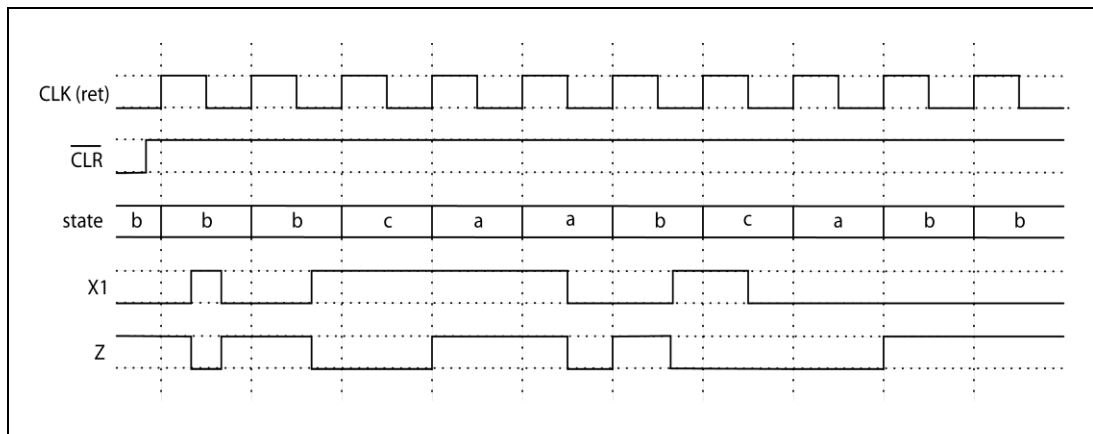 CLK (ret)
CLR
state b b b c a a b c a b b
X1
Z